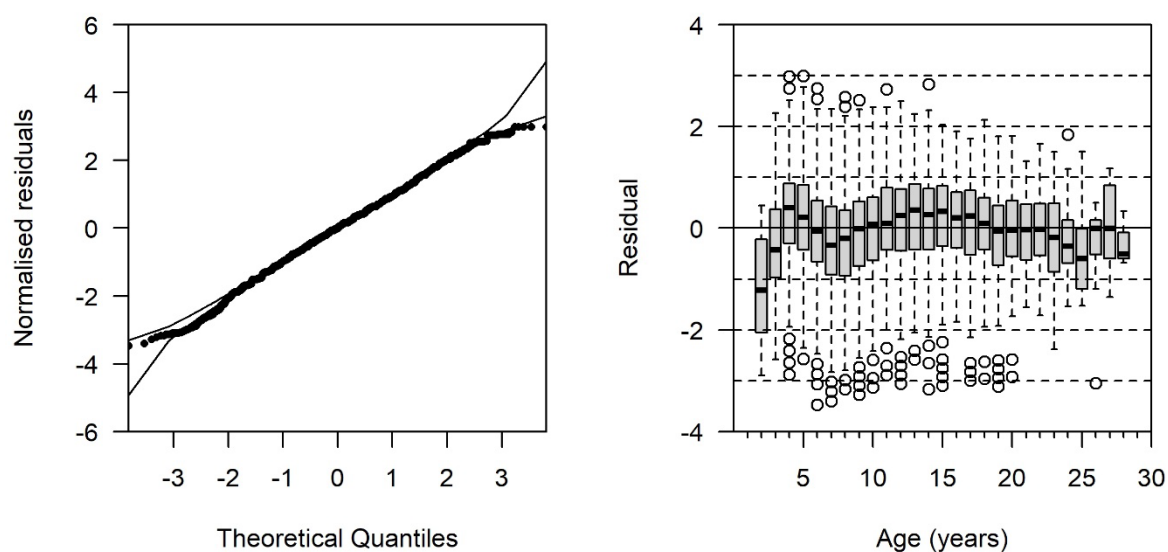 Normalised residuals
6
4
2
0
-2
-4
-6
-3 -2 -1 0 1 2 3
Theoretical Quantiles
Residual
4
2
0
-2
-4
5 10 15 20 25 30
Age (years)